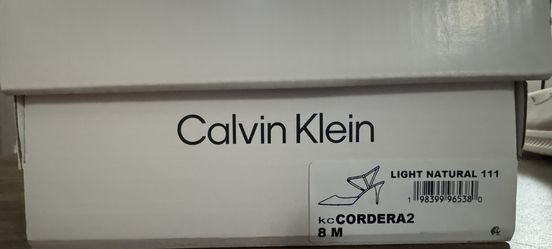 Calvin Klein
LIGHT NATURAL 111
1 98399 96538 0
kcCORDERA2
8 M